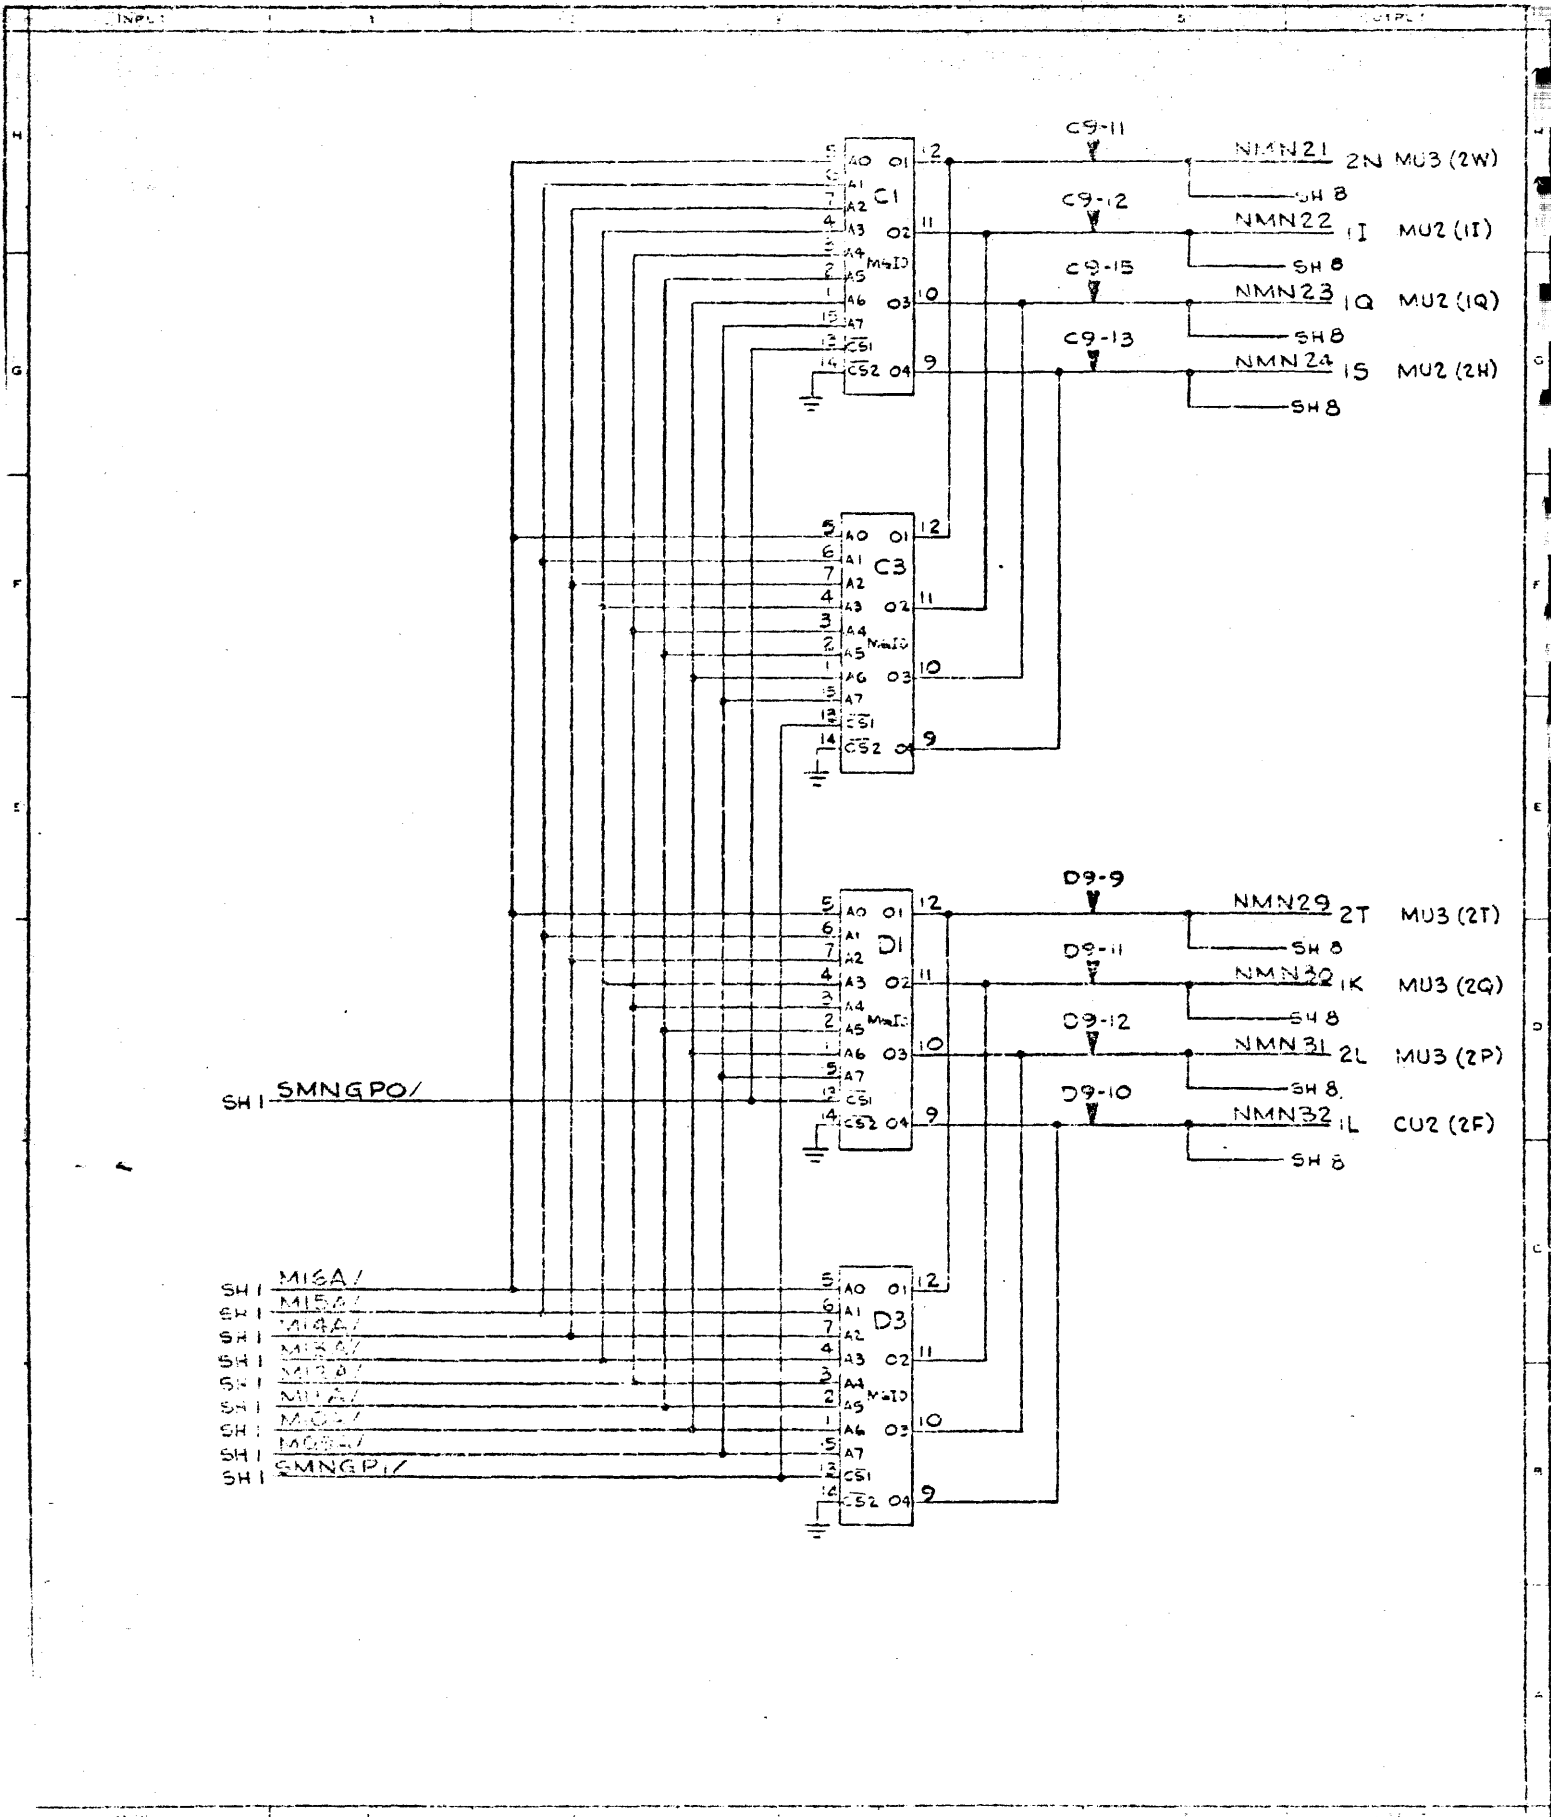 H
G
F
E
C9-11
5 A0 O1 12 NMN21 2N MU3 (2W)
A1
7 A2 C1 SH 8
C9-12
4 A3 O2 11 NMN22 1I MU2 (1I)
3 A4 SH 8
2 A5
C9-15
1 A6 O3 10 NMN23 1Q MU2 (1Q)
15 A7 SH 8
13 CS1
C9-13
14 CS2 O4 9 NMN24 1S MU2 (2H)
SH 8
5 A0 O1 12
6 A1 C3
7 A2
4 A3 O2 11
3 A4
2 A5
1 A6 O3 10
15 A7
13 CS1
14 CS2 O4 9
D9-9
5 A0 O1 12 NMN29 2T MU3 (2T)
6 A1 D1 SH 8
7 A2
D9-11
4 A3 O2 11 NMN30 1K MU3 (2Q)
3 A4 SH 8
2 A5
D9-12
1 A6 O3 10 NMN31 2L MU3 (2P)
A7 SH 8
SH 1 SMNGP0/ 13 CS1
D9-10
14 CS2 O4 9 NMN32 1L CU2 (2F)
SH 8
SH 1 M16A/ 5 A0 O1 12
SH 1 M15A/ 6 A1 D3
SH 1 M14A/ 7 A2
SH 1 M13A/ 4 A3 O2 11
SH 1 M12A/ 3 A4
SH 1 M11A/ 2 A5
SH 1 1 A6 O3 10
SH 1 A7
SH 1 SMNGP1/ 13 CS1
14 CS2 O4 9